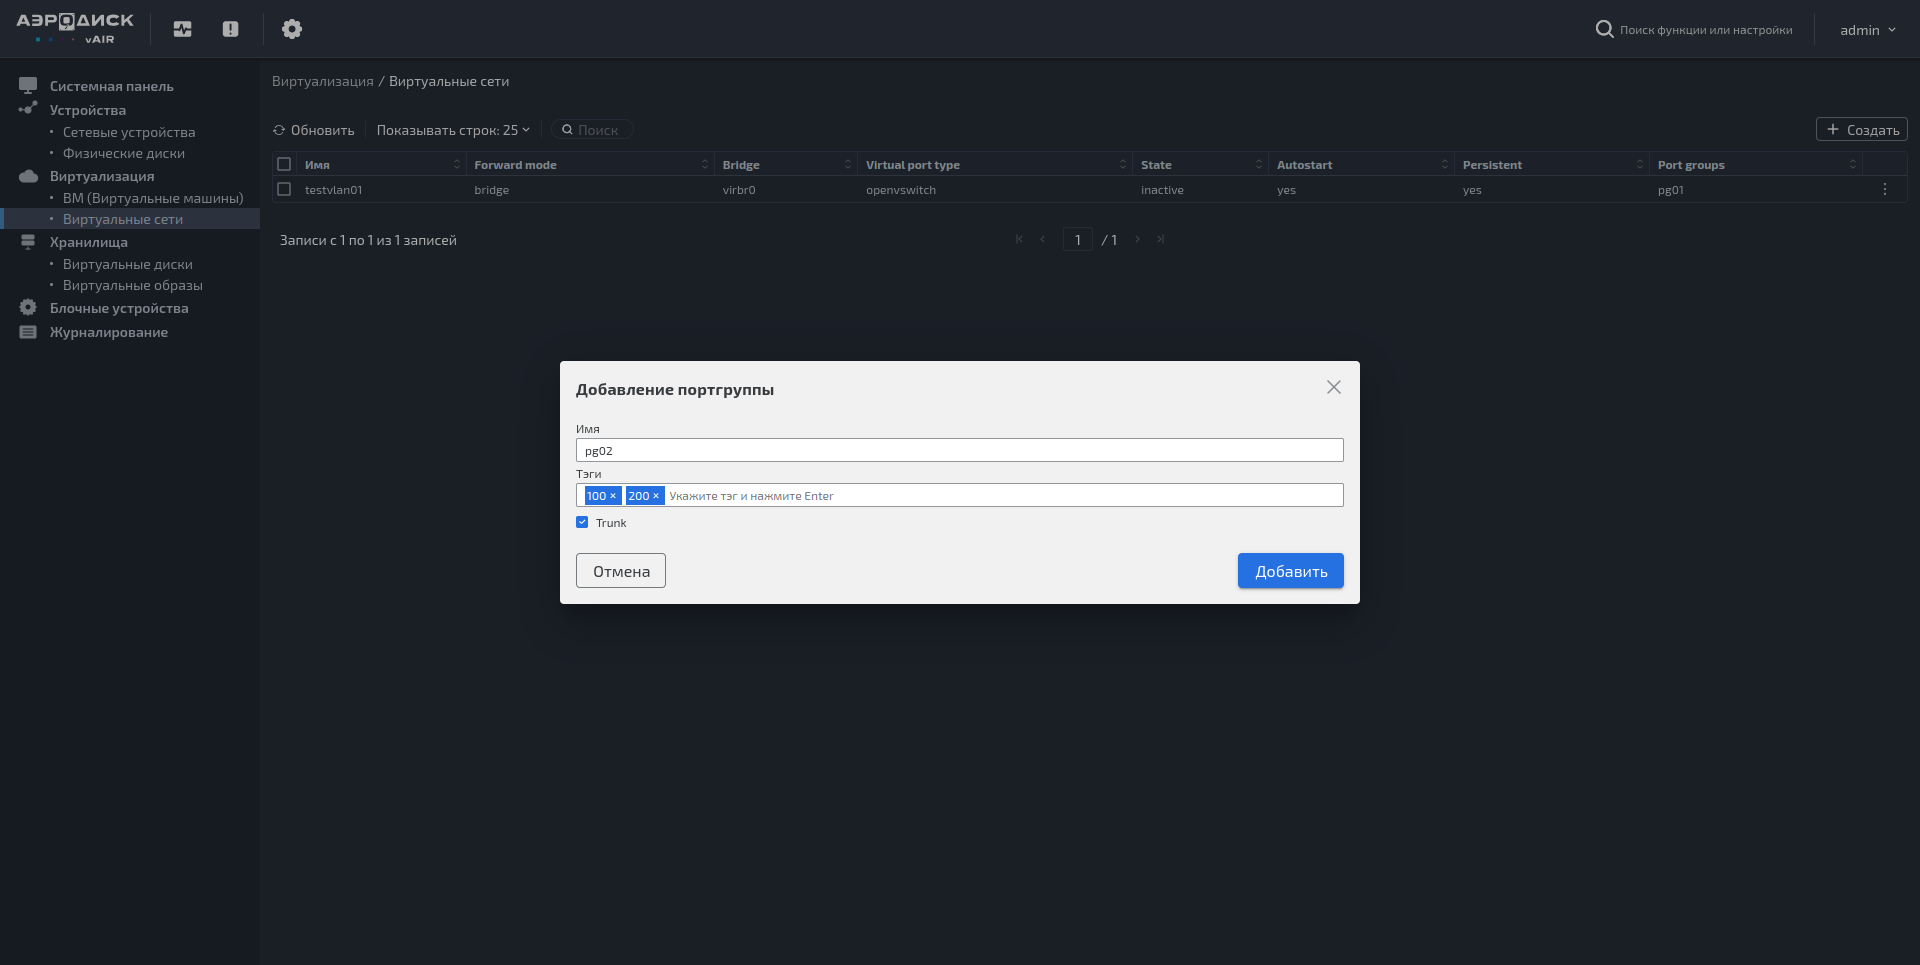 АЭРОДИСК
vAIR
Поиск функции или настройки
admin
Системная панель
Устройства
Сетевые устройства
Физические диски
Виртуализация
ВМ (Виртуальные машины)
Виртуальные сети
Хранилища
Виртуальные диски
Виртуальные образы
Блочные устройства
Журналирование
Виртуализация / Виртуальные сети
Обновить Показывать строк: 25 Поиск + Создать
Имя Forward mode Bridge Virtual port type State Autostart Persistent Port groups
testvlan01 bridge virbr0 openvswitch inactive yes yes pg01
Записи с 1 по 1 из 1 записей 1 / 1
Добавление портгруппы
Имя
pg02
Тэги
100 × 200 × Укажите тэг и нажмите Enter
Trunk
Отмена Добавить